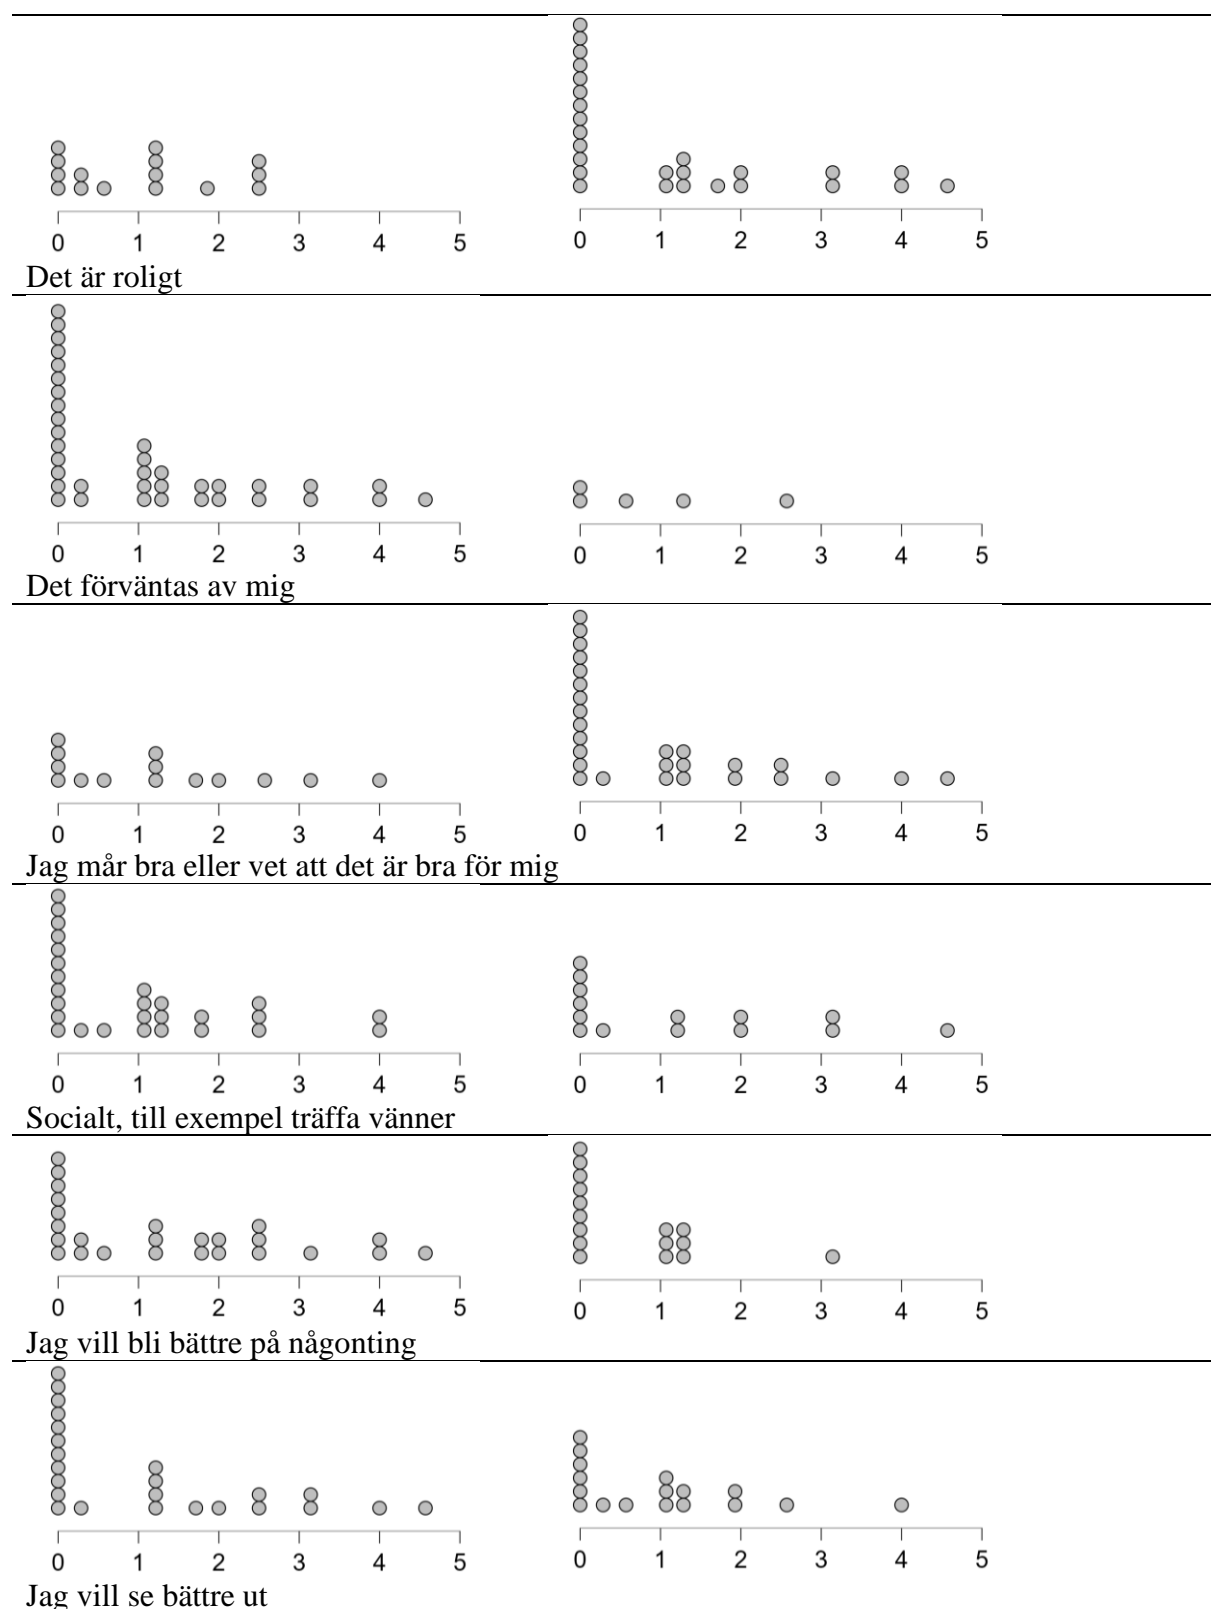 0 1 2 3 4 5 0 1 2 3 4 5
Det är roligt
0 1 2 3 4 5 0 1 2 3 4 5
Det förväntas av mig
0 1 2 3 4 5 0 1 2 3 4 5
Jag mår bra eller vet att det är bra för mig
0 1 2 3 4 5 0 1 2 3 4 5
Socialt, till exempel träffa vänner
0 1 2 3 4 5 0 1 2 3 4 5
Jag vill bli bättre på någonting
0 1 2 3 4 5 0 1 2 3 4 5
Jag vill se bättre ut